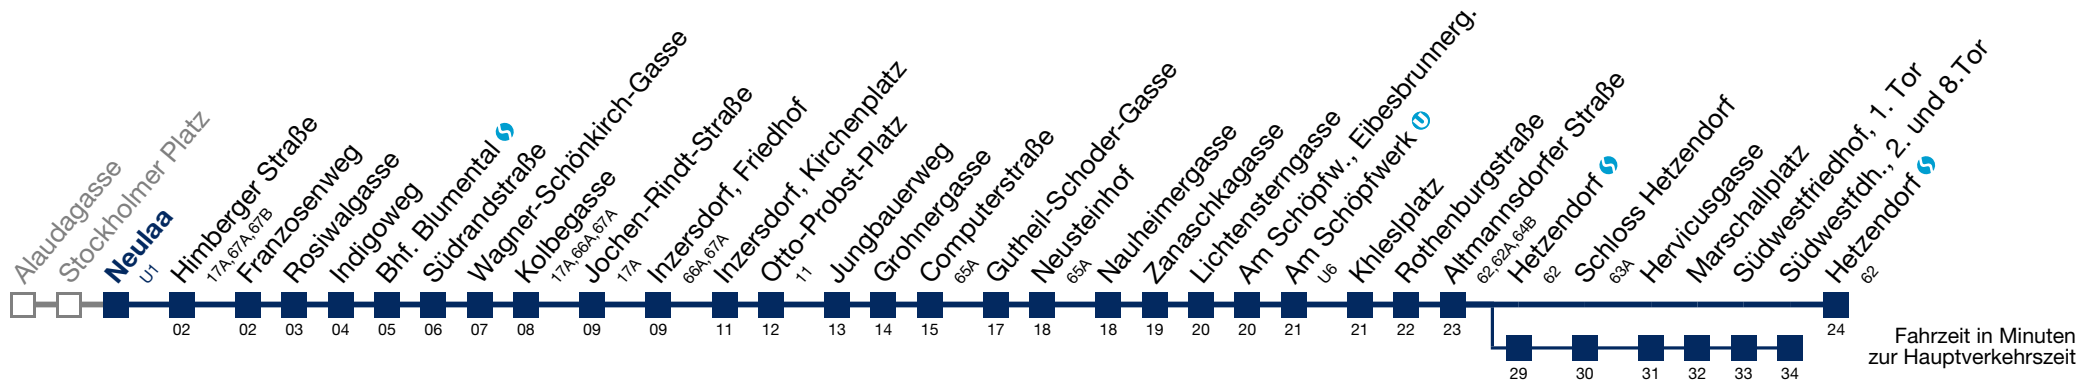 Alaudagasse
Stockholmer Platz
Neulaa
U1
Himberger Straße
17A,67A,67B
Franzosenweg
Rosiwalgasse
Indigoweg
Bhf. Blumental
Südrandstraße
Wagner-Schönkirch-Gasse
Kolbegasse
17A,66A,67A
Jochen-Rindt-Straße
17A
Inzersdorf, Friedhof
66A,67A
Inzersdorf, Kirchenplatz
Otto-Probst-Platz
11
Jungbauerweg
Grohnergasse
Computerstraße
65A
Gutheil-Schoder-Gasse
Neusteinhof
65A
Nauheimergasse
Zanaschkagasse
Lichtensterngasse
Am Schöpfw., Eibesbrunnerg.
Am Schöpfwerk U
U6
Khleslplatz
Rothenburgstraße
Altmannsdorfer Straße
62,62A,64B
Hetzendorf
62
Schloss Hetzendorf
63A
Hervicusgasse
Marschallplatz
Südwestfriedhof, 1. Tor
Südwestfdh., 2. und 8.Tor
Hetzendorf
62
02 02 03 04 05 06 07 08 09 09 11 12 13 14 15 17 18 18 19 20 20 21 21 22 23 24
29 30 31 32 33 34
Fahrzeit in Minuten
zur Hauptverkehrszeit